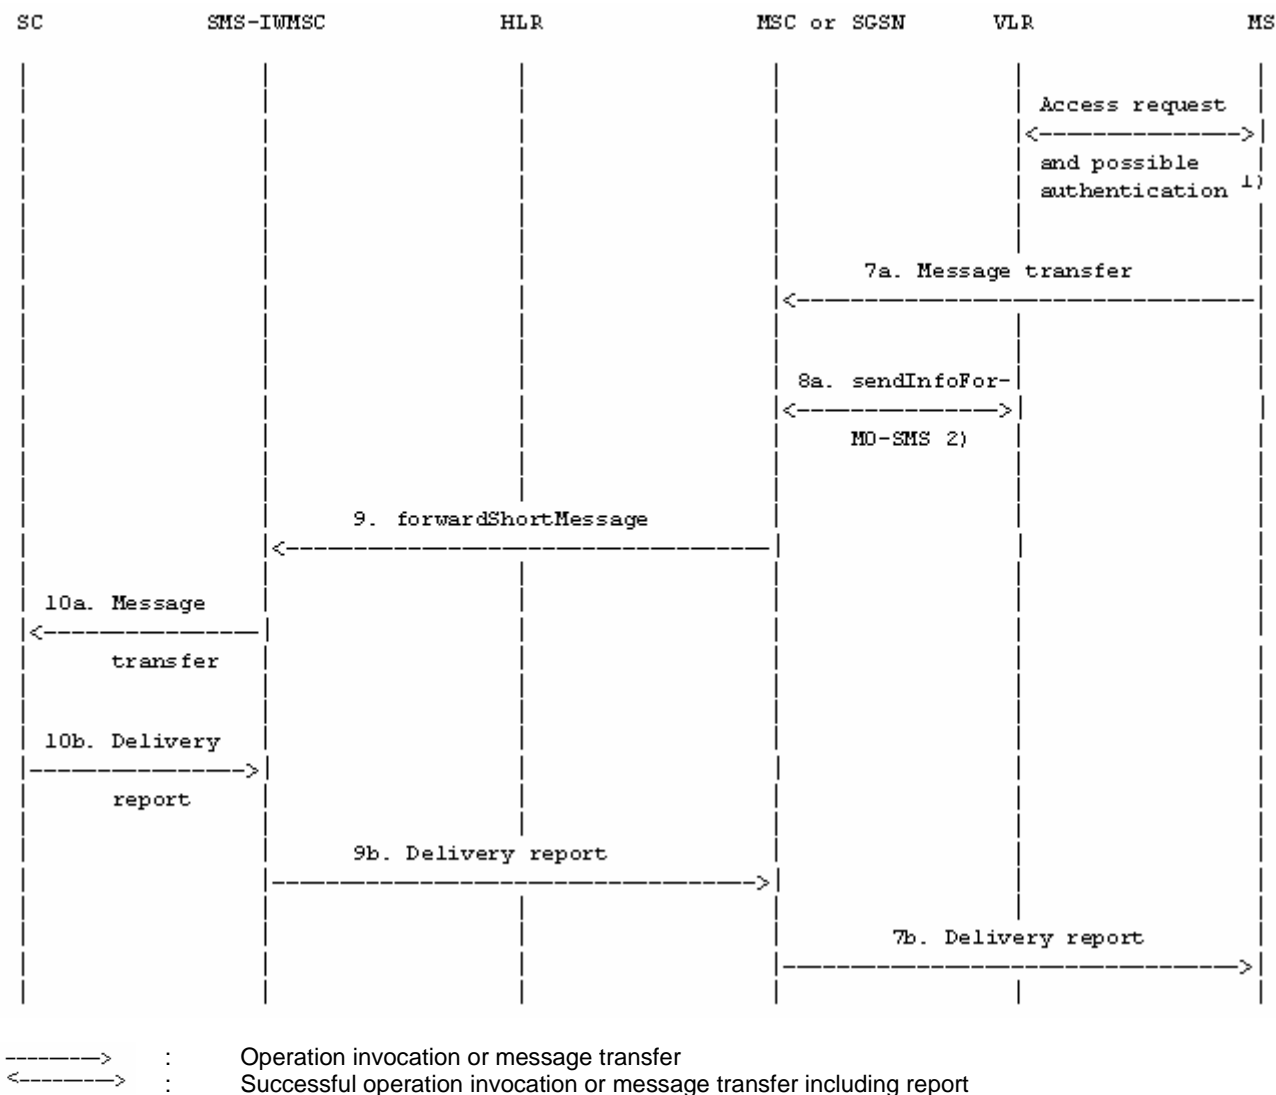 SC SMS-IWMSC HLR MSC or SGSN VLR MS
Access request
and possible
authentication 1)
7a. Message transfer
8a. sendInfoFor-
MO-SMS 2)
9. forwardShortMessage
10a. Message
transfer
10b. Delivery
report
9b. Delivery report
7b. Delivery report
: Operation invocation or message transfer
: Successful operation invocation or message transfer including report